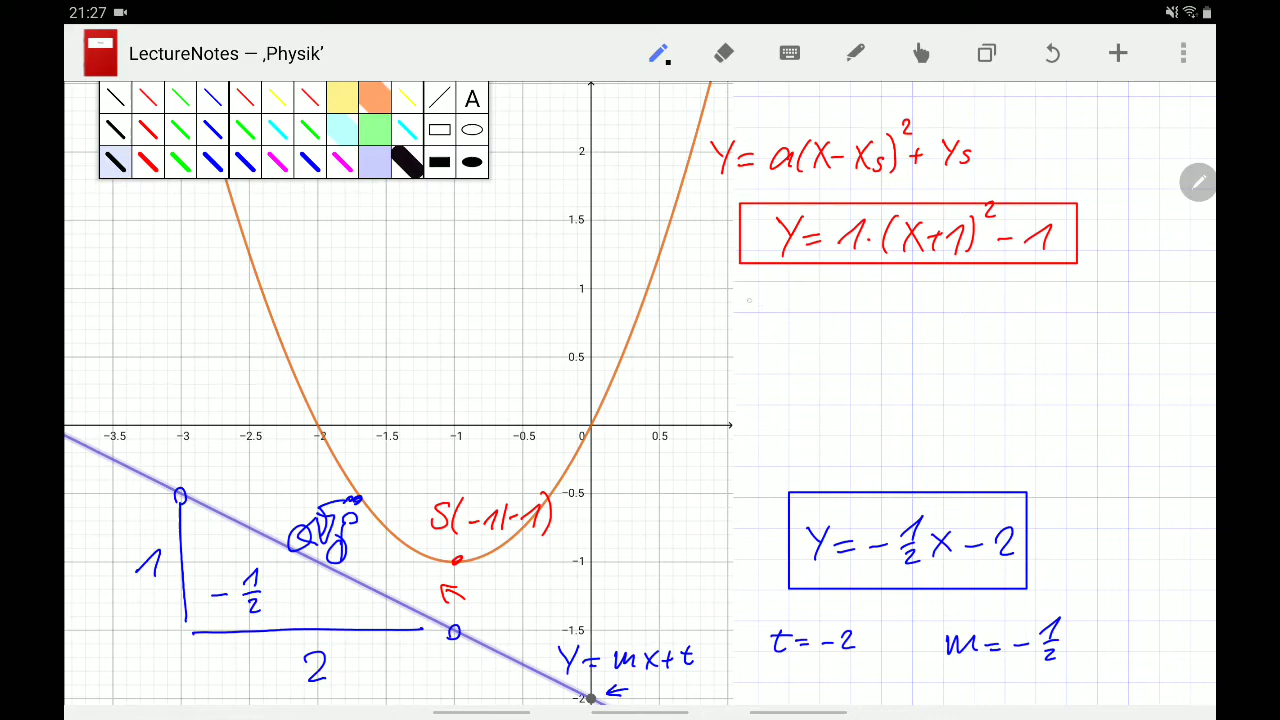 21:27
LectureNotes — ‚Physik’
A
Y = a(X - Xs)² + Ys
Y = 1·(X+1)² - 1
2
1.5
1
0.5
-3.5 -3 -2.5 -2 -1.5 -1 -0.5 0 0.5
-0.5
-1
-1.5
-2
S(-1|-1)
1
- 1/2
2
Y = mx+t
Y = - 1/2 x - 2
t = -2 m = - 1/2